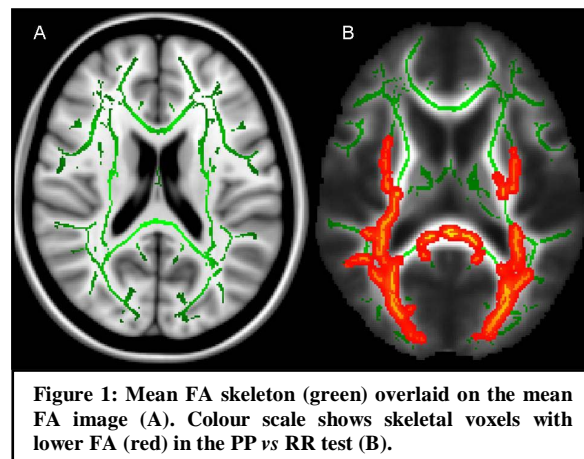 A
B
Figure 1: Mean FA skeleton (green) overlaid on the mean
FA image (A). Colour scale shows skeletal voxels with
lower FA (red) in the PP vs RR test (B).